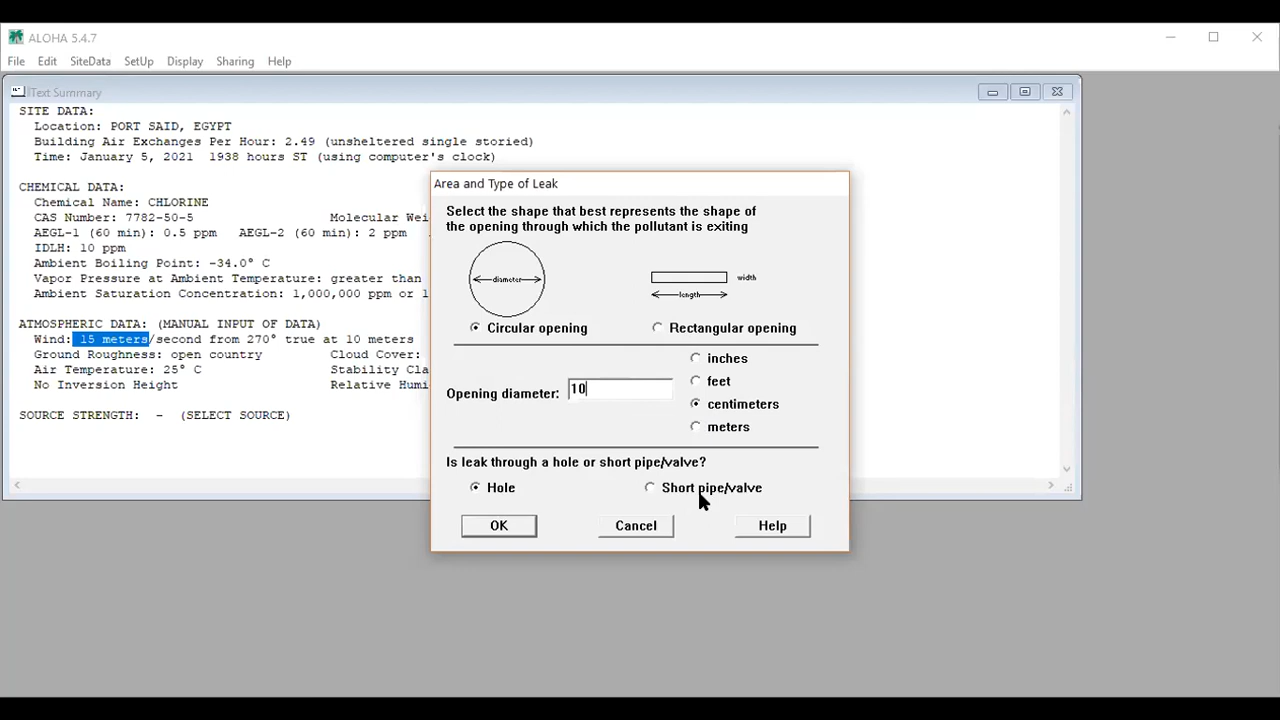 ALOHA 5.4.7
File Edit SiteData SetUp Display Sharing Help
Text Summary
SITE DATA:
Location: PORT SAID, EGYPT
Building Air Exchanges Per Hour: 2.49 (unsheltered single storied)
Time: January 5, 2021 1938 hours ST (using computer's clock)
CHEMICAL DATA:
Chemical Name: CHLORINE
CAS Number: 7782-50-5 Molecular Wei
AEGL-1 (60 min): 0.5 ppm AEGL-2 (60 min): 2 ppm
IDLH: 10 ppm
Ambient Boiling Point: -34.0° C
Vapor Pressure at Ambient Temperature: greater than
Ambient Saturation Concentration: 1,000,000 ppm or 1
ATMOSPHERIC DATA: (MANUAL INPUT OF DATA)
Wind: 15 meters/second from 270° true at 10 meters
Ground Roughness: open country Cloud Cover:
Air Temperature: 25° C Stability Cla
No Inversion Height Relative Humi
SOURCE STRENGTH: - (SELECT SOURCE)
Area and Type of Leak
Select the shape that best represents the shape of
the opening through which the pollutant is exiting
diameter
width
length
Circular opening Rectangular opening
inches
feet
Opening diameter: 10
centimeters
meters
Is leak through a hole or short pipe/valve?
Hole Short pipe/valve
OK Cancel Help